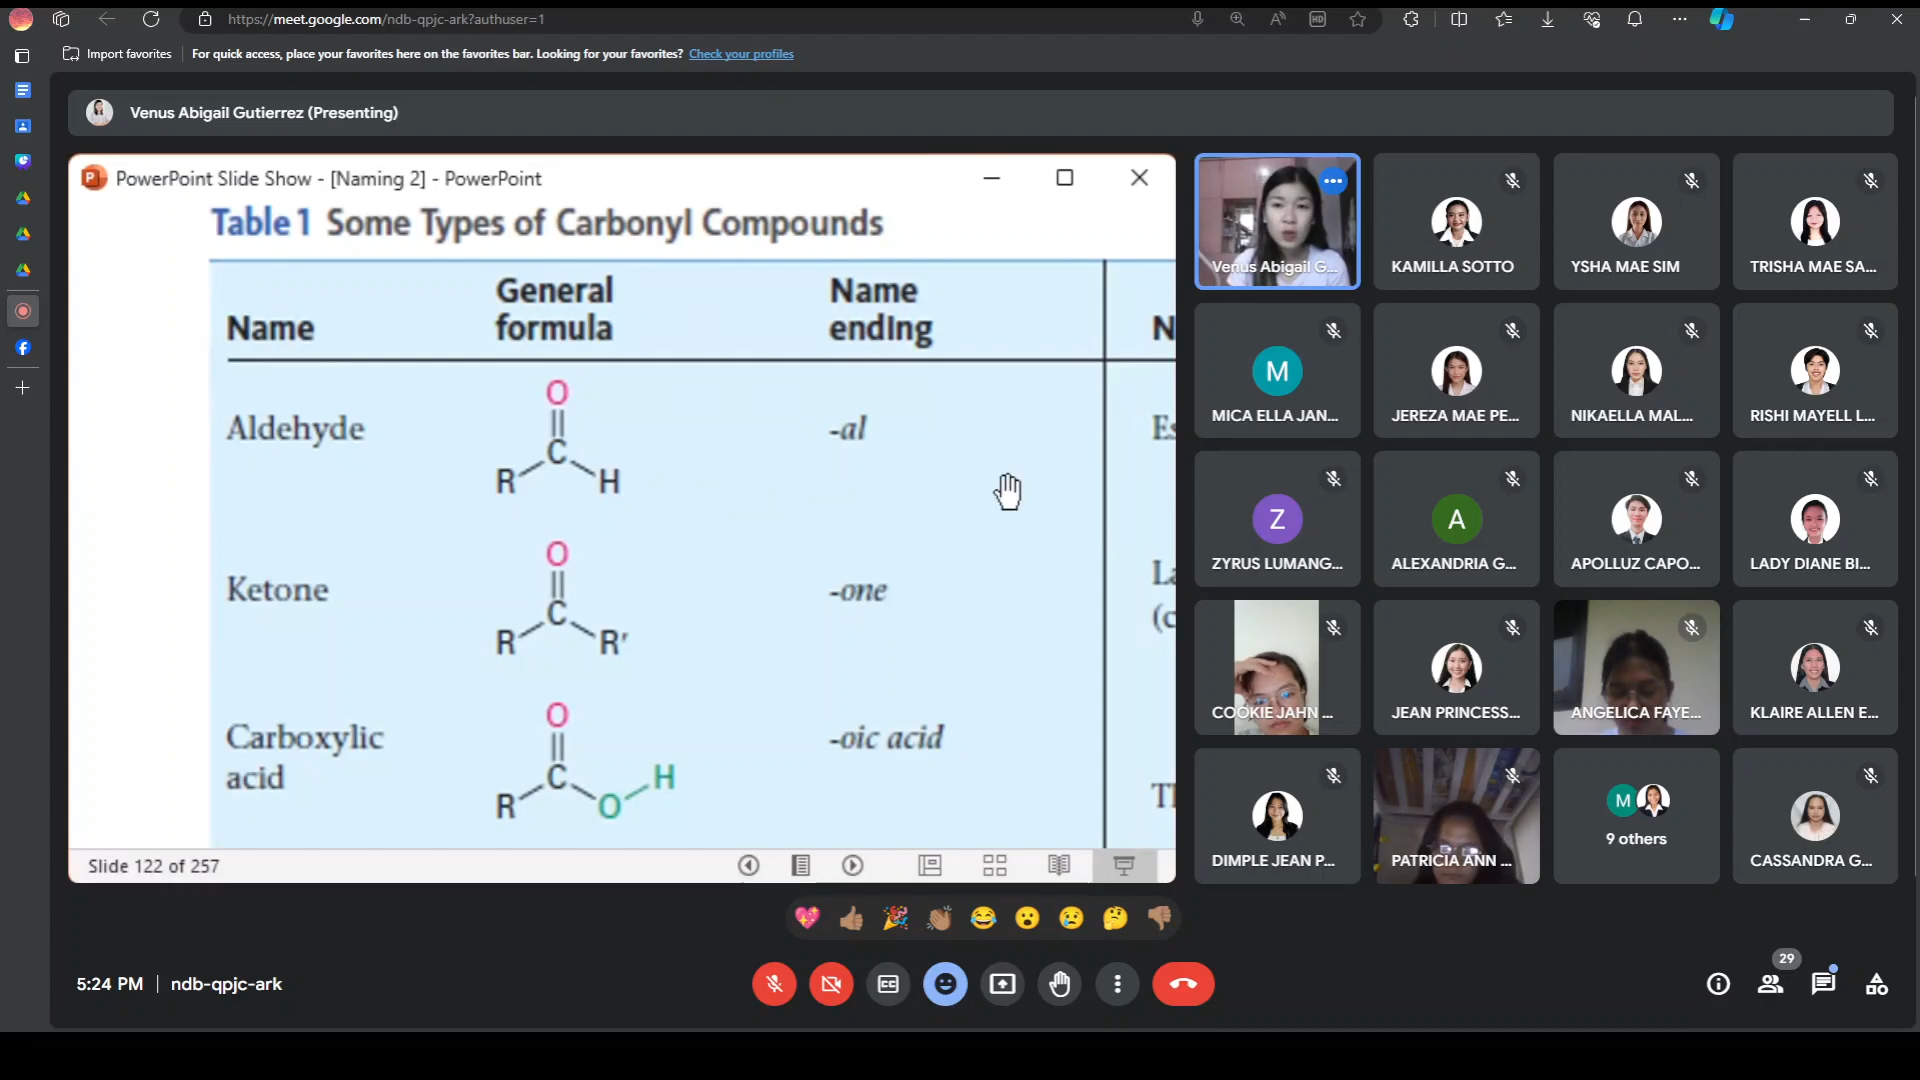 https://meet.google.com/ndb-qpjc-ark?authuser=1
Import favorites
For quick access, place your favorites here on the favorites bar. Looking for your favorites? Check your profiles
Venus Abigail Gutierrez (Presenting)
PowerPoint Slide Show - [Naming 2] - PowerPoint
Table 1 Some Types of Carbonyl Compounds
Name
General
formula
Name
ending
N
Aldehyde
O
C
R
H
-al
Es
Ketone
O
C
R
R′
-one
La
(c
Carboxylic
acid
O
C
R
O
H
-oic acid
Th
Slide 122 of 257
Venus Abigail G...
KAMILLA SOTTO
YSHA MAE SIM
TRISHA MAE SA...
M
MICA ELLA JAN...
JEREZA MAE PE...
NIKAELLA MAL...
RISHI MAYELL L...
Z
ZYRUS LUMANG...
A
ALEXANDRIA G...
APOLLUZ CAPO...
LADY DIANE BI...
COOKIE JAHN ...
JEAN PRINCESS...
ANGELICA FAYE...
KLAIRE ALLEN E...
DIMPLE JEAN P...
PATRICIA ANN ...
M
9 others
CASSANDRA G...
5:24 PM
ndb-qpjc-ark
29